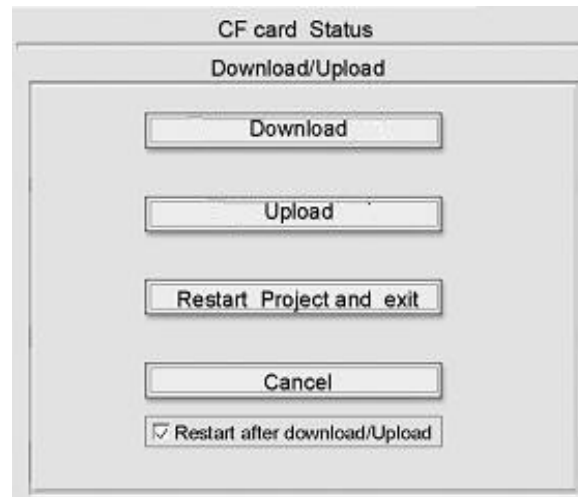 CF card Status
Download/Upload
Download
Upload
Restart Project and exit
Cancel
Restart after download/Upload